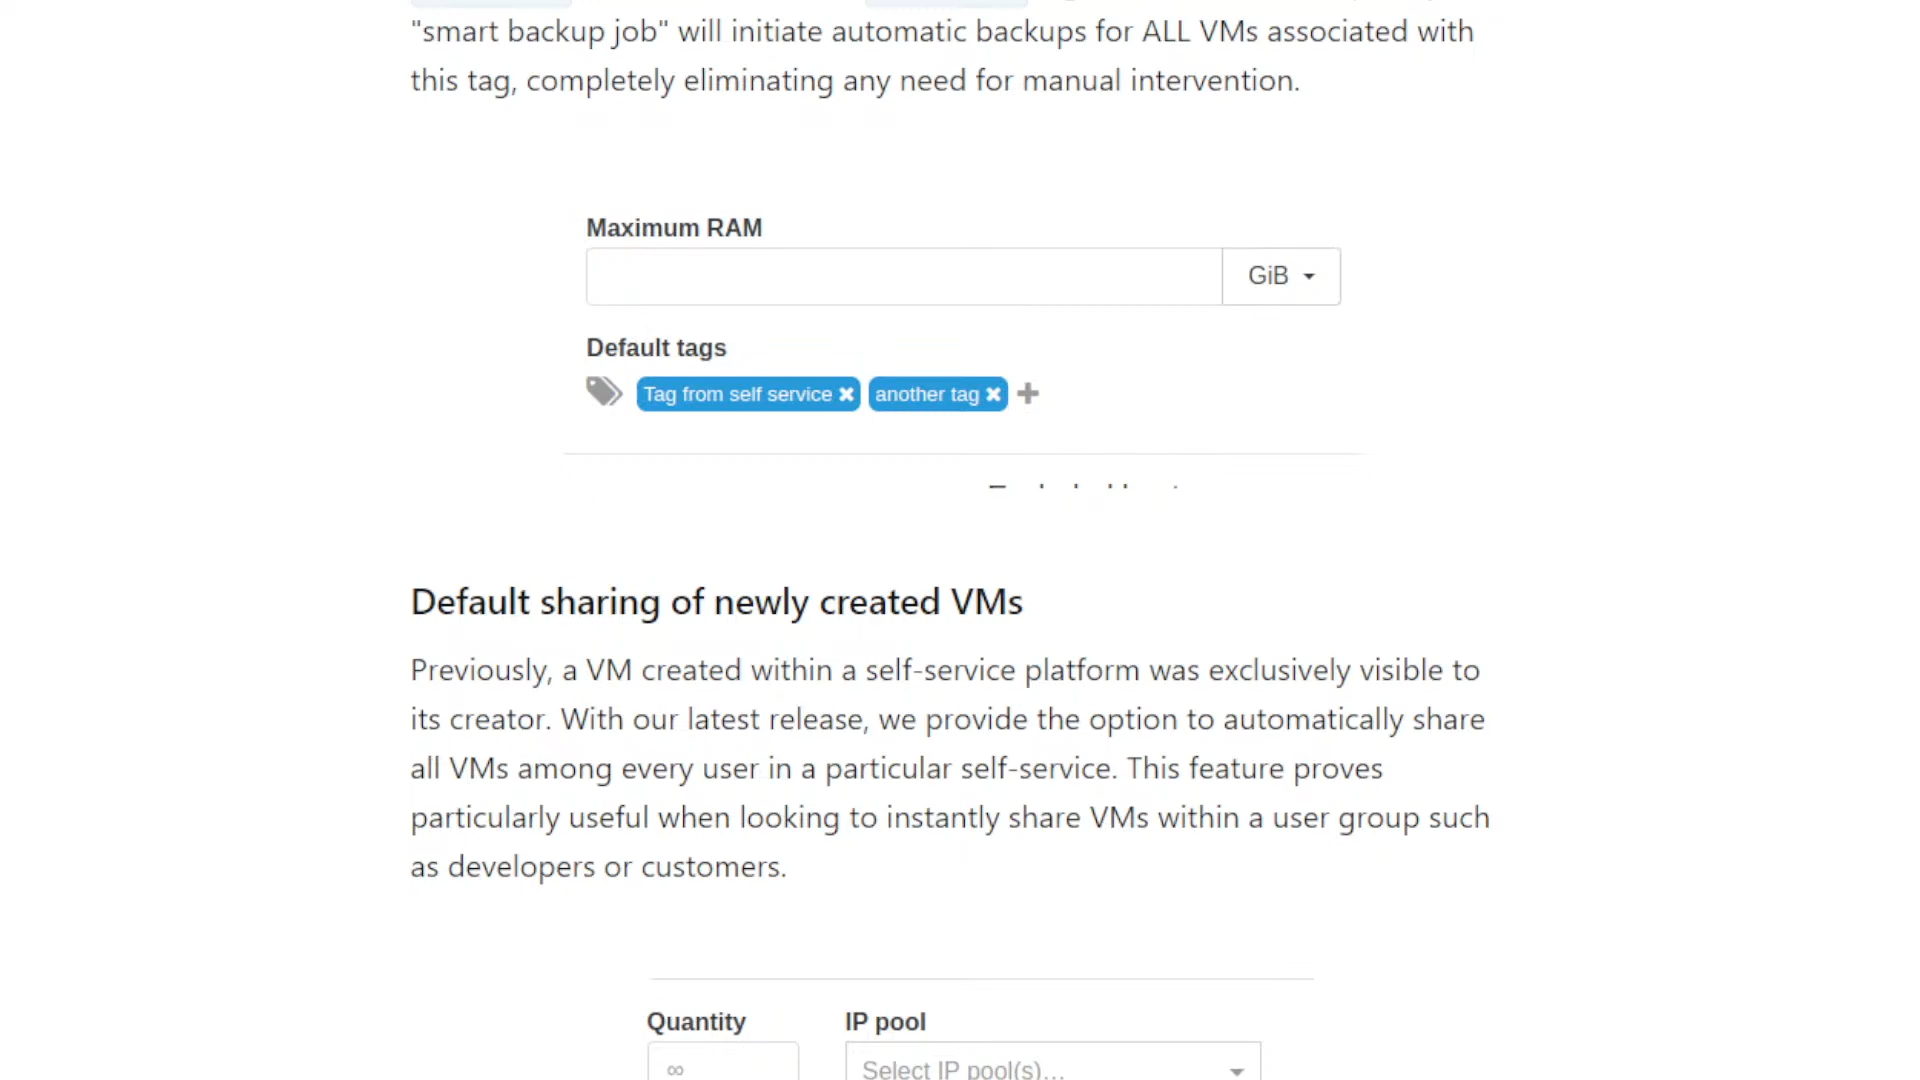 "smart backup job" will initiate automatic backups for ALL VMs associated with
this tag, completely eliminating any need for manual intervention.
Maximum RAM
GiB
Default tags
Tag from self service
another tag
Default sharing of newly created VMs
Previously, a VM created within a self-service platform was exclusively visible to
its creator. With our latest release, we provide the option to automatically share
all VMs among every user in a particular self-service. This feature proves
particularly useful when looking to instantly share VMs within a user group such
as developers or customers.
Quantity IP pool
∞ Select IP pool(s)...